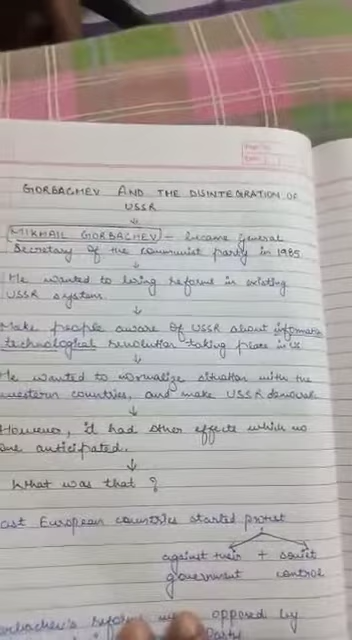 GORBACHEV AND THE DISINTEGRATION OF
USSR
↓
MIKHAIL GORBACHEV - became general
secretary of the communist party in 1985
↓
He wanted to bring reforms in existing
USSR system.
↓
Make people aware of USSR about information
technological revolution taking place in US
↓
He wanted to normalize situation with the
western countries, and make USSR democrat
↓
However, it had other effects which no
one anticipated.
↓
What was that ?
East European countries started protest
against their + soviet
government control
Gorbachev's reforms were opposed by
Party